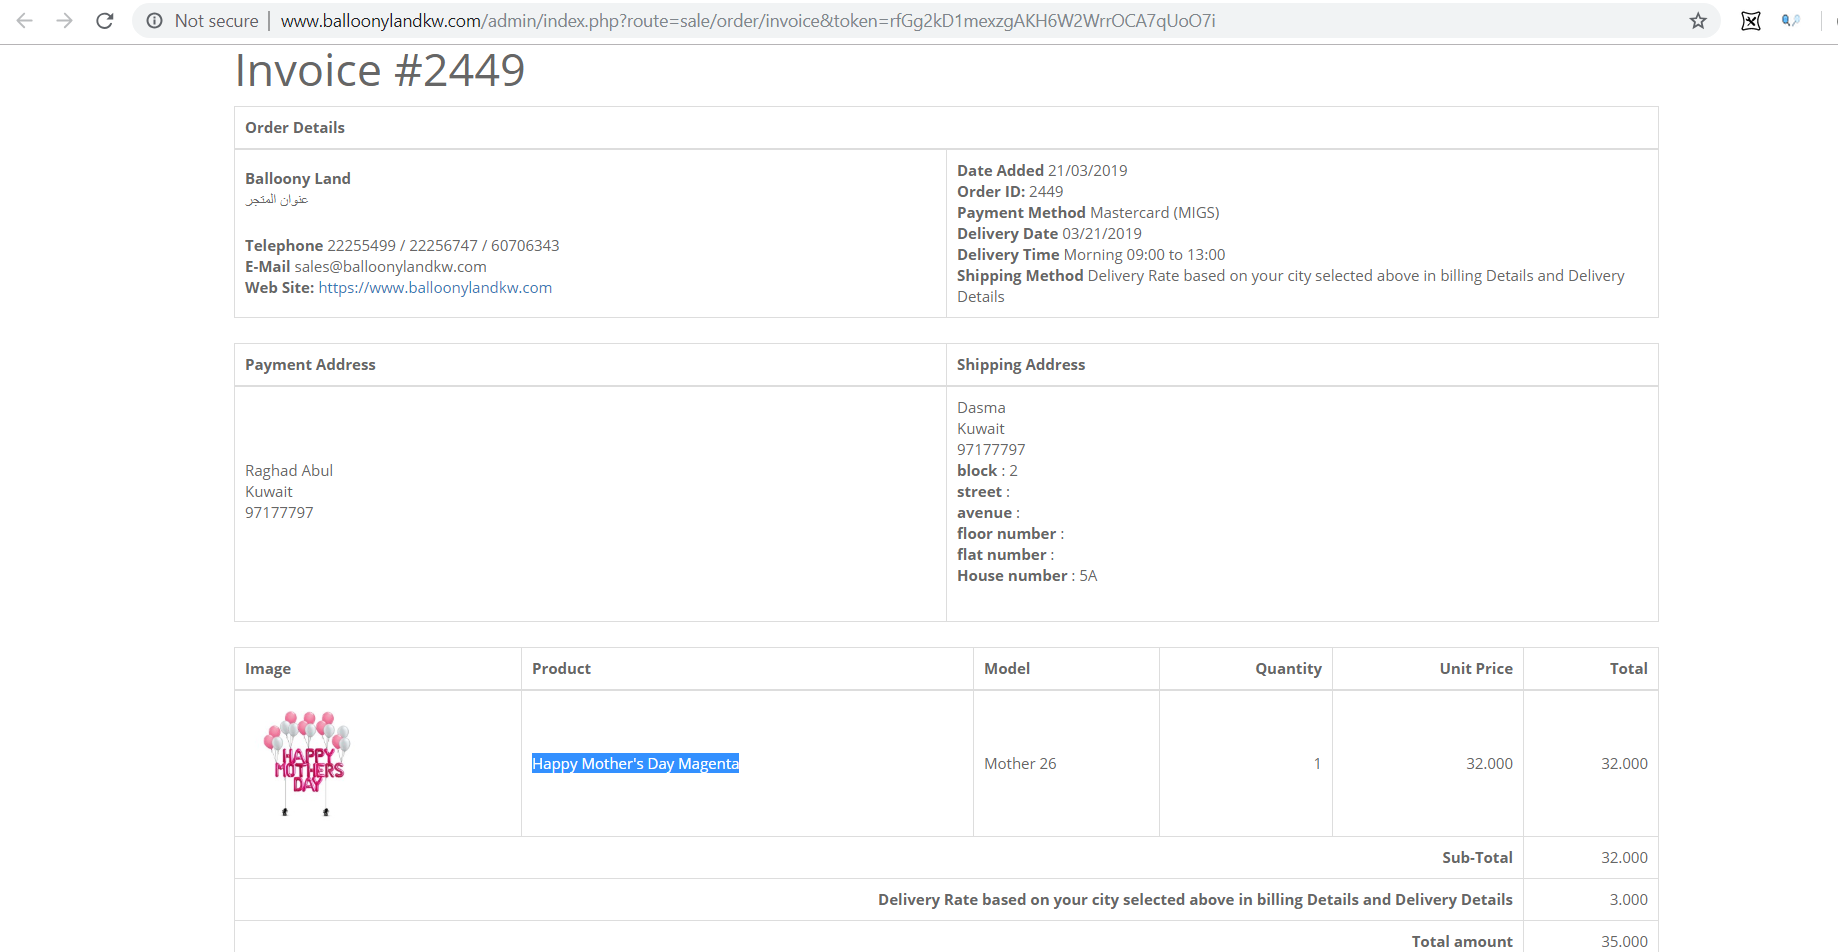 Not secure | www.balloonylandkw.com/admin/index.php?route=sale/order/invoice&token=rfGg2kD1mexzgAKH6W2WrrOCA7qUoO7i
Invoice #2449
Order Details
Balloony Land
عنوان المتجر
Telephone 22255499 / 22256747 / 60706343
E-Mail sales@balloonylandkw.com
Web Site: https://www.balloonylandkw.com
Date Added 21/03/2019
Order ID: 2449
Payment Method Mastercard (MIGS)
Delivery Date 03/21/2019
Delivery Time Morning 09:00 to 13:00
Shipping Method Delivery Rate based on your city selected above in billing Details and Delivery
Details
Payment Address
Shipping Address
Raghad Abul
Kuwait
97177797
Dasma
Kuwait
97177797
block : 2
street :
avenue :
floor number :
flat number :
House number : 5A
Image Product Model Quantity Unit Price Total
HAPPY
MOTHERS
DAY
Happy Mother's Day Magenta Mother 26 1 32.000 32.000
Sub-Total 32.000
Delivery Rate based on your city selected above in billing Details and Delivery Details 3.000
Total amount 35.000